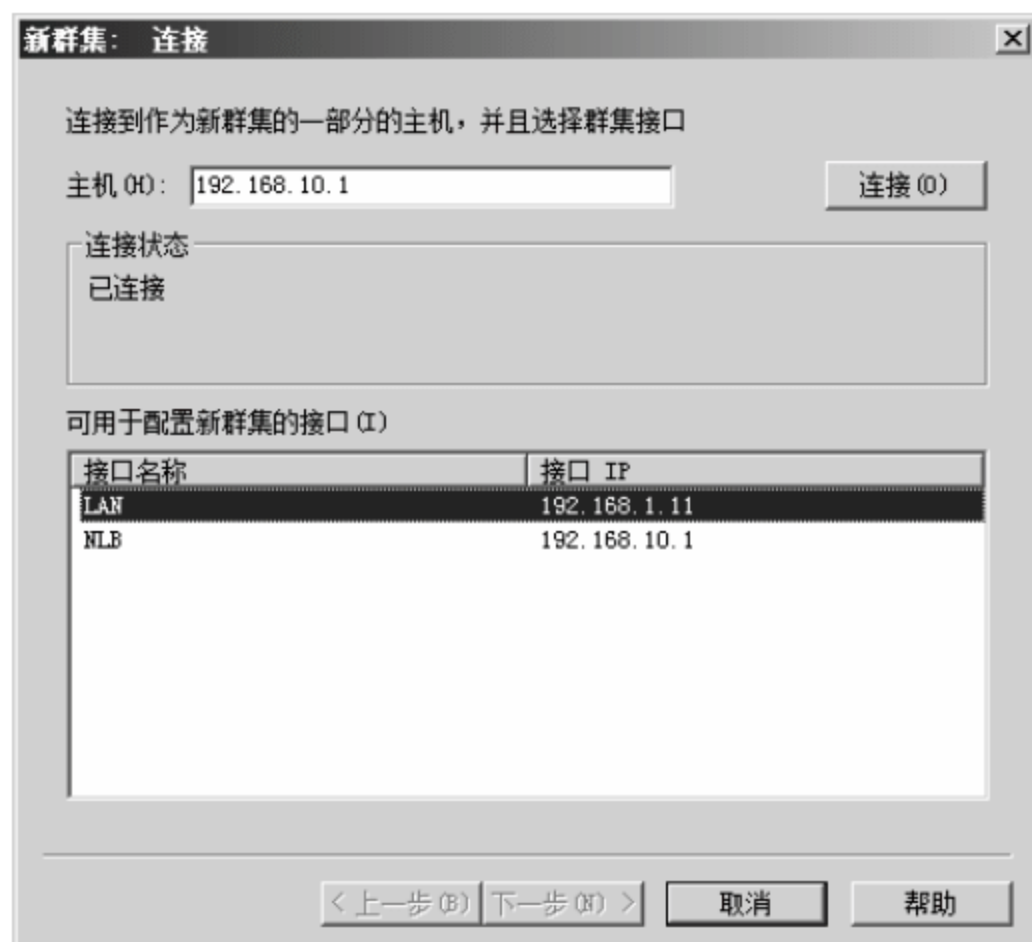 新群集： 连接
连接到作为新群集的一部分的主机，并且选择群集接口
主机(H): 192.168.10.1 连接(O)
连接状态
已连接
可用于配置新群集的接口(I)
接口名称 接口 IP
LAN 192.168.1.11
NLB 192.168.10.1
< 上一步(B) 下一步(N) > 取消 帮助